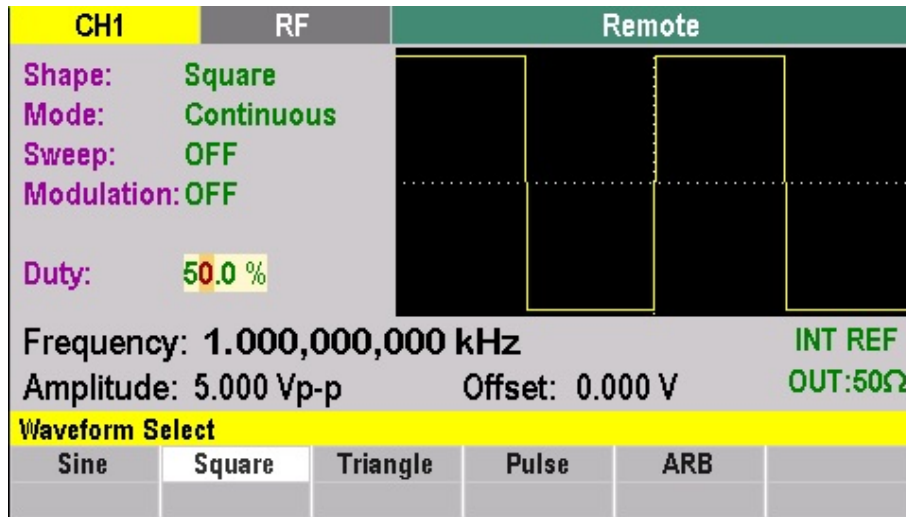 CH1 RF Remote
Shape: Square
Mode: Continuous
Sweep: OFF
Modulation: OFF
Duty: 50.0 %
Frequency: 1.000,000,000 kHz INT REF
Amplitude: 5.000 Vp-p Offset: 0.000 V OUT:50Ω
Waveform Select
Sine Square Triangle Pulse ARB